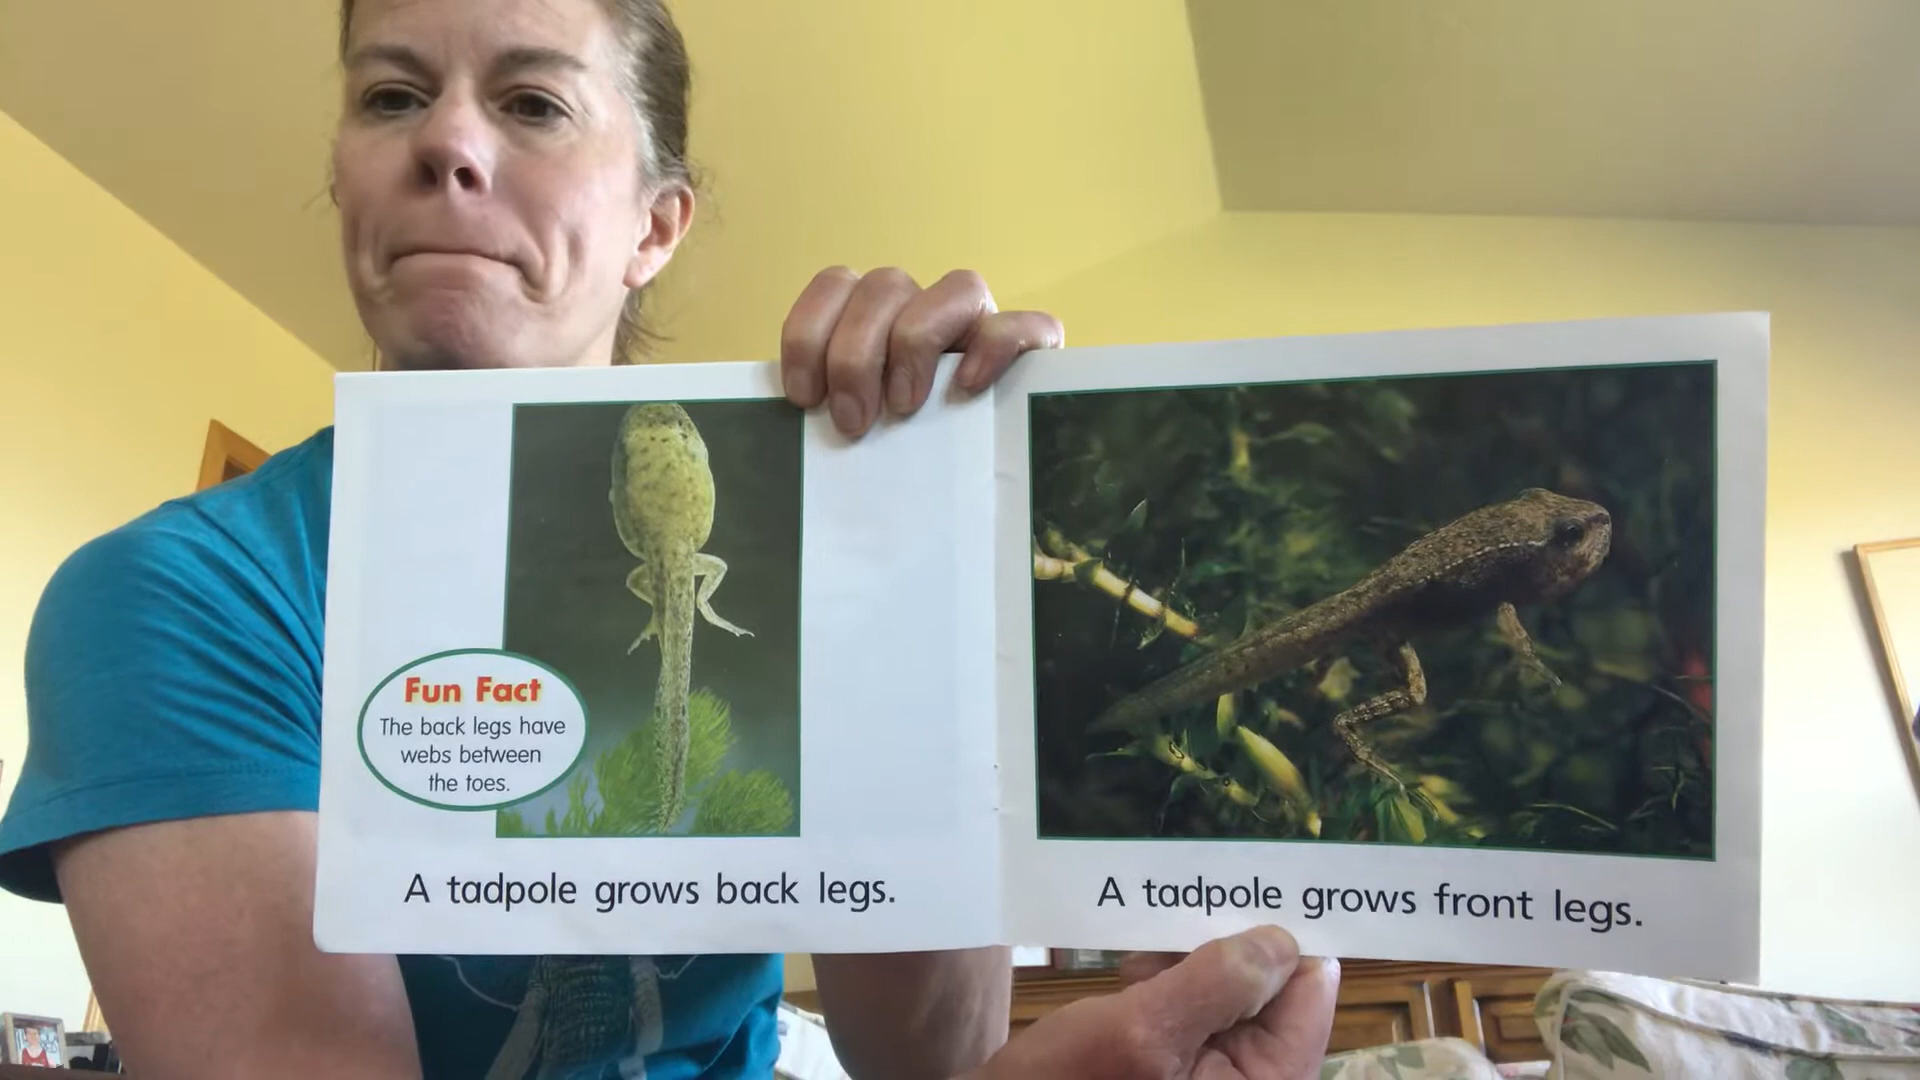 Fun Fact
The back legs have
webs between
the toes.
A tadpole grows back legs.
A tadpole grows front legs.